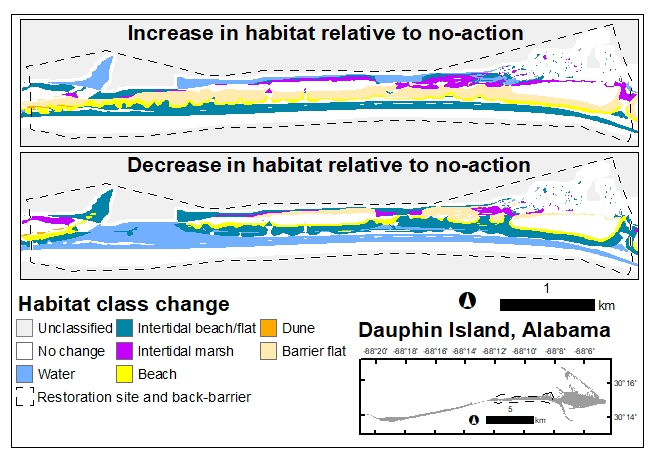 Increase in habitat relative to no-action
Decrease in habitat relative to no-action
Habitat class change
Unclassified
Intertidal beach/flat
Dune
No change
Intertidal marsh
Barrier flat
Water
Beach
Restoration site and back-barrier
1
km
Dauphin Island, Alabama
-88°20' -88°18' -88°16' -88°14' -88°12' -88°10' -88°8' -88°6'
30°16'
30°14'
5
km